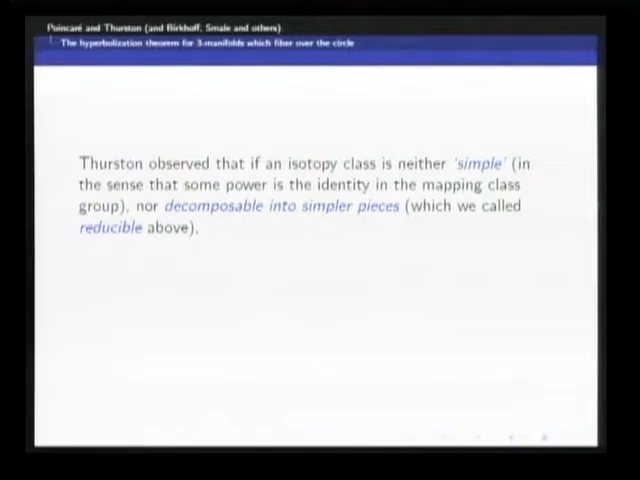 Poincaré and Thurston (and Birkhoff, Smale and others)
The hyperbolization theorem for 3-manifolds which fiber over the circle
Thurston observed that if an isotopy class is neither ‘simple’ (in
the sense that some power is the identity in the mapping class
group), nor decomposable into simpler pieces (which we called
reducible above),